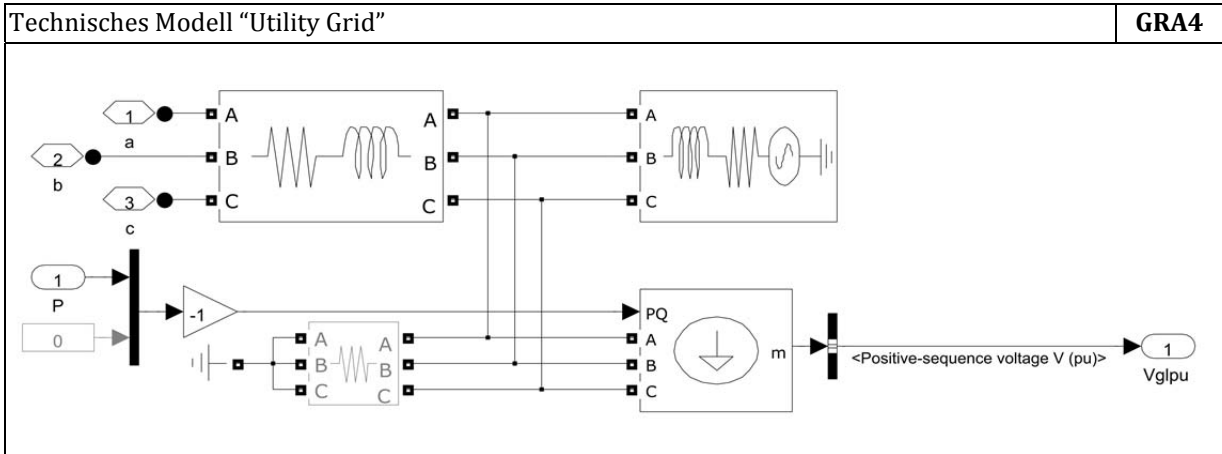 Technisches Modell “Utility Grid”
GRA4
1
a
2
b
3
c
A
B
C
A
B
C
A
B
C
1
P
0
-1
A
B
C
A
B
C
PQ
A
B
C
m
<Positive-sequence voltage V (pu)>
1
Vglpu